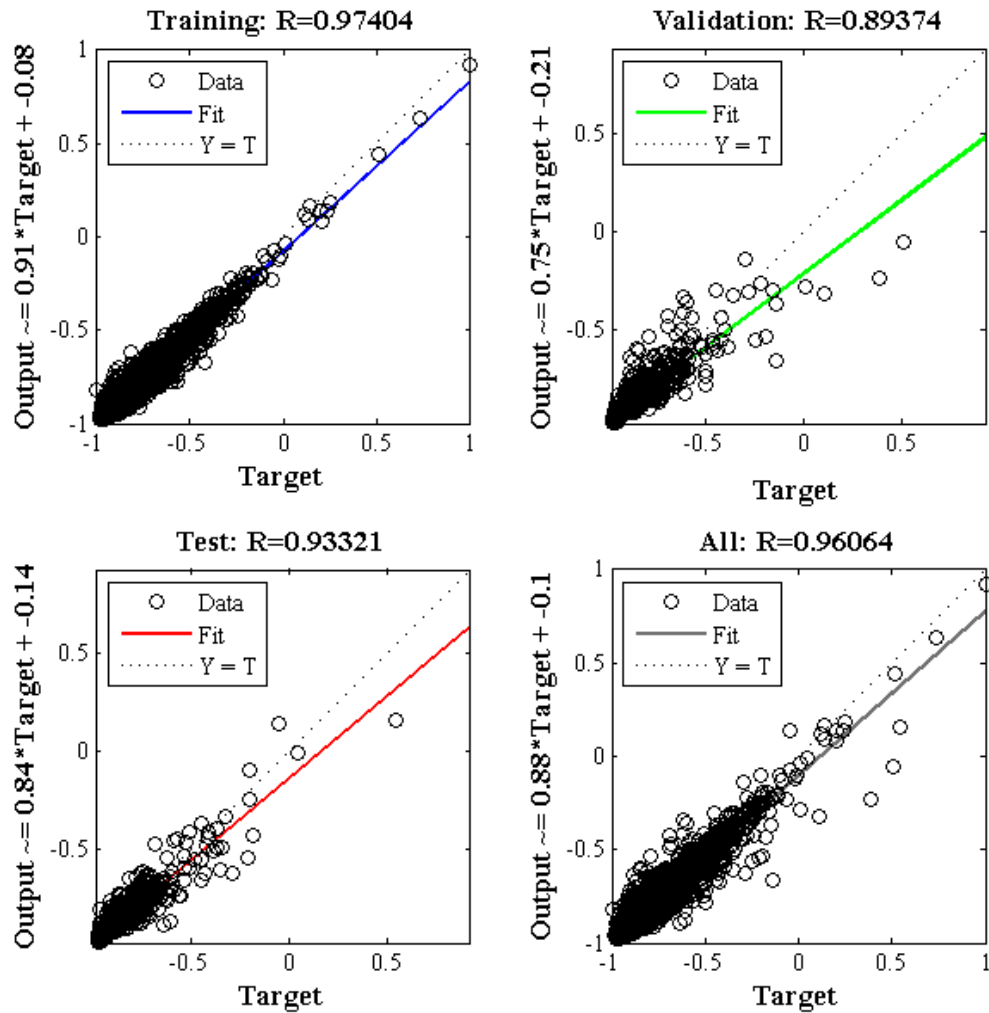 Training: R=0.97404
Output ~= 0.91*Target + -0.08
Data
Fit
Y = T
1
0.5
0
-0.5
-1
-1 -0.5 0 0.5 1
Target
Validation: R=0.89374
Output ~= 0.75*Target + -0.21
Data
Fit
Y = T
0.5
0
-0.5
-0.5 0 0.5
Target
Test: R=0.93321
Output ~= 0.84*Target + -0.14
Data
Fit
Y = T
0.5
0
-0.5
-0.5 0 0.5
Target
All: R=0.96064
Output ~= 0.88*Target + -0.1
Data
Fit
Y = T
1
0.5
0
-0.5
-1
-1 -0.5 0 0.5 1
Target